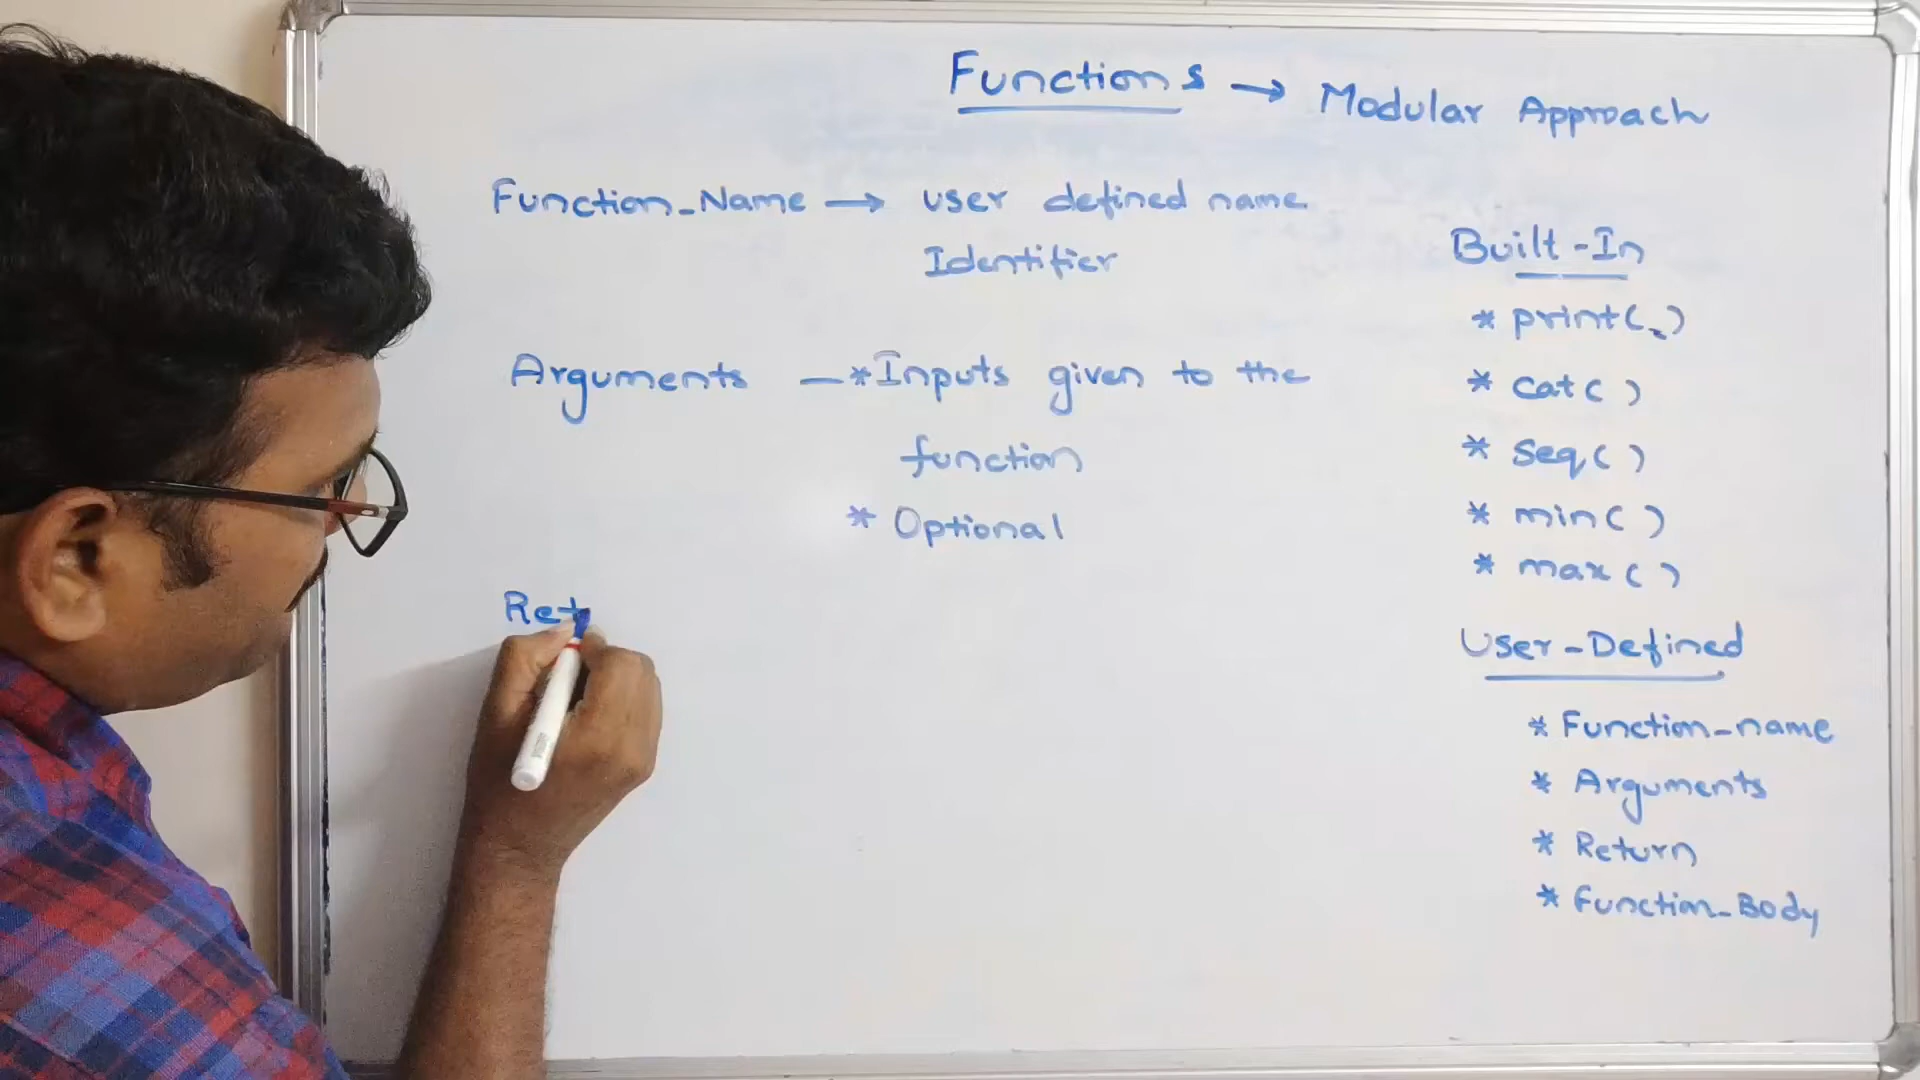 Functions → Modular Approach
Function_Name → user defined name
Identifier
Arguments — * Inputs given to the
function
* Optional
Ret
Built-In
* print( )
* cat( )
* seq( )
* min( )
* max( )
User-Defined
* Function_name
* Arguments
* Return
* Function_Body